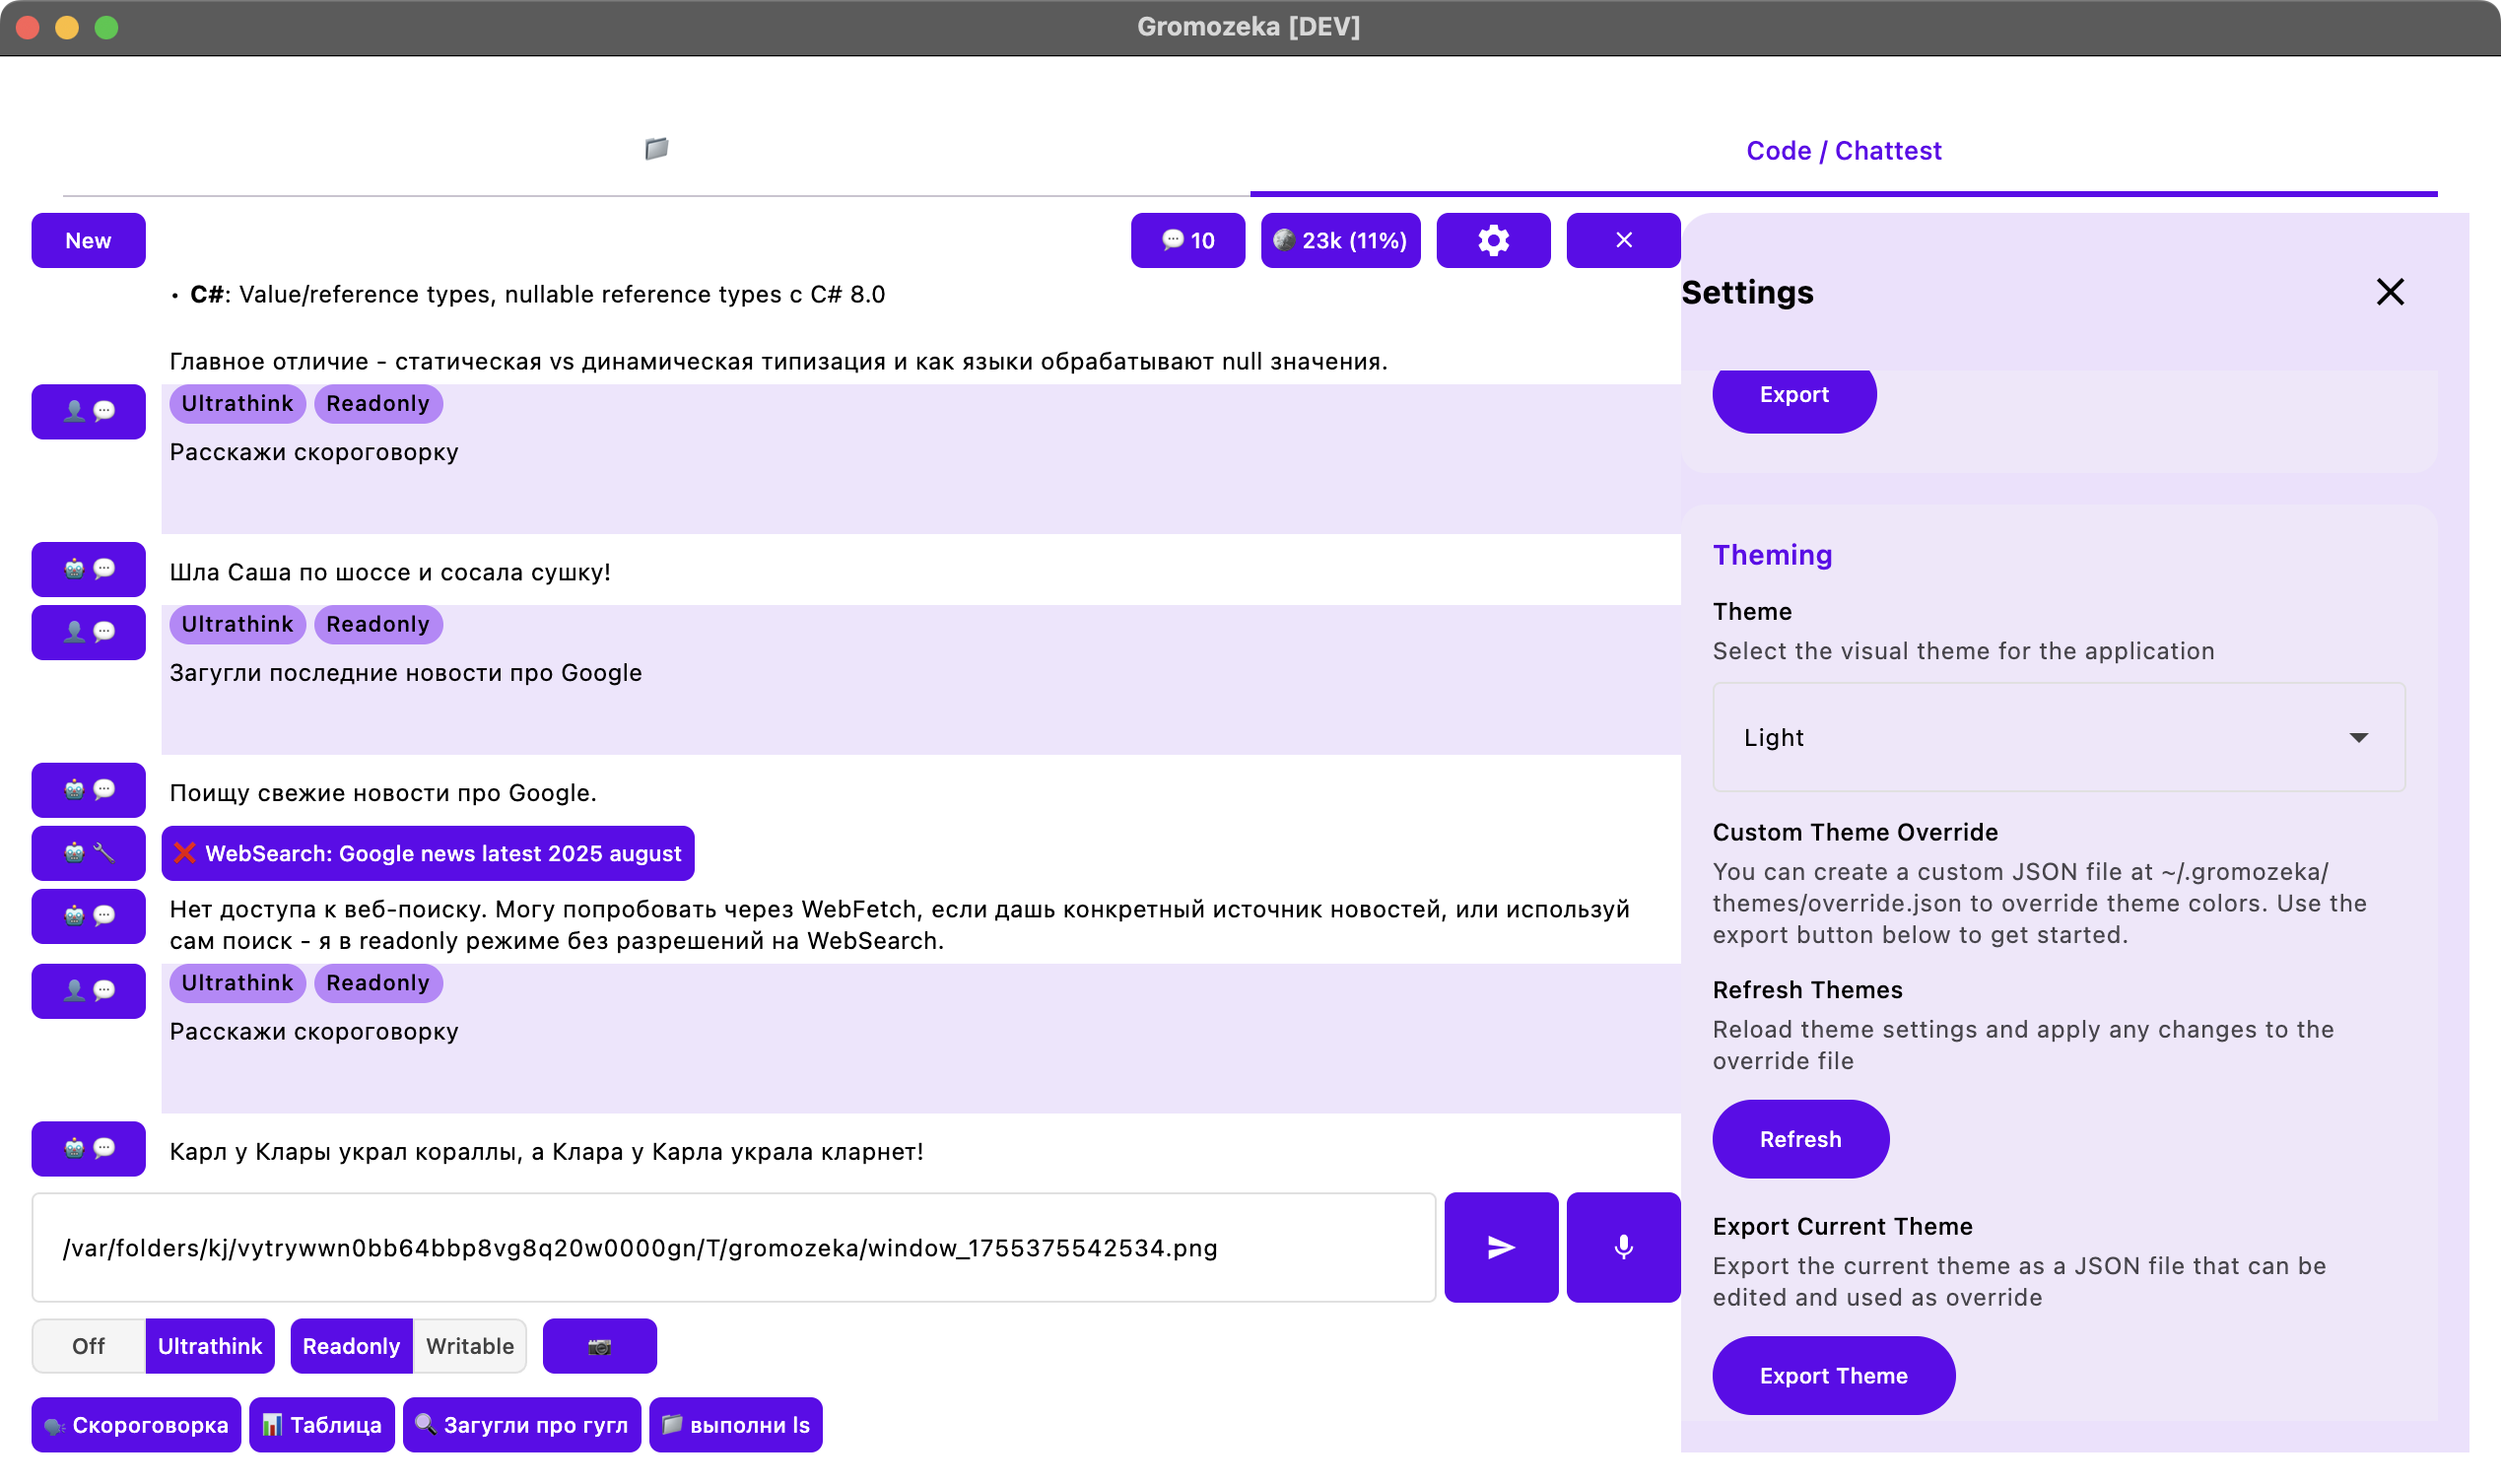 Gromozeka [DEV]
Code / Chattest
New
10
23k (11%)
• C#: Value/reference types, nullable reference types с C# 8.0
Главное отличие - статическая vs динамическая типизация и как языки обрабатывают null значения.
Ultrathink
Readonly
Расскажи скороговорку
Шла Саша по шоссе и сосала сушку!
Ultrathink
Readonly
Загугли последние новости про Google
Поищу свежие новости про Google.
WebSearch: Google news latest 2025 august
Нет доступа к веб-поиску. Могу попробовать через WebFetch, если дашь конкретный источник новостей, или используй
сам поиск - я в readonly режиме без разрешений на WebSearch.
Ultrathink
Readonly
Расскажи скороговорку
Карл у Клары украл кораллы, а Клара у Карла украла кларнет!
/var/folders/kj/vytrywwn0bb64bbp8vg8q20w0000gn/T/gromozeka/window_1755375542534.png
Off
Ultrathink
Readonly
Writable
Скороговорка
Таблица
Загугли про гугл
выполни ls
Settings
Export
Theming
Theme
Select the visual theme for the application
Light
Custom Theme Override
You can create a custom JSON file at ~/.gromozeka/
themes/override.json to override theme colors. Use the
export button below to get started.
Refresh Themes
Reload theme settings and apply any changes to the
override file
Refresh
Export Current Theme
Export the current theme as a JSON file that can be
edited and used as override
Export Theme